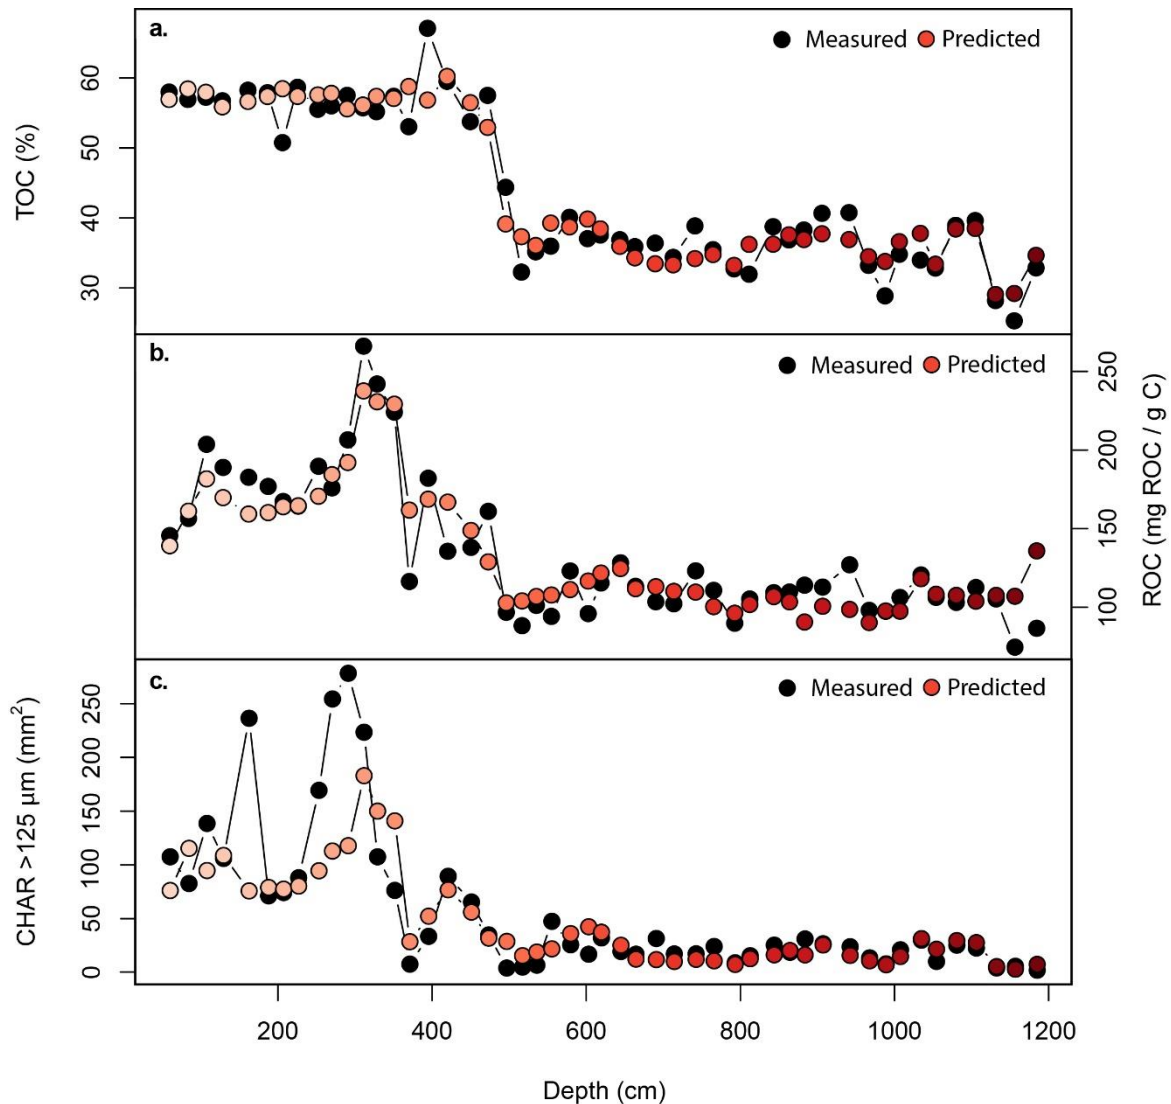 a.
Measured Predicted
60
50
40
30
TOC (%)
b.
Measured Predicted
250
200
150
100
ROC (mg ROC / g C)
c.
Measured Predicted
250
200
150
100
50
0
CHAR >125 µm (mm²)
200 400 600 800 1000 1200
Depth (cm)